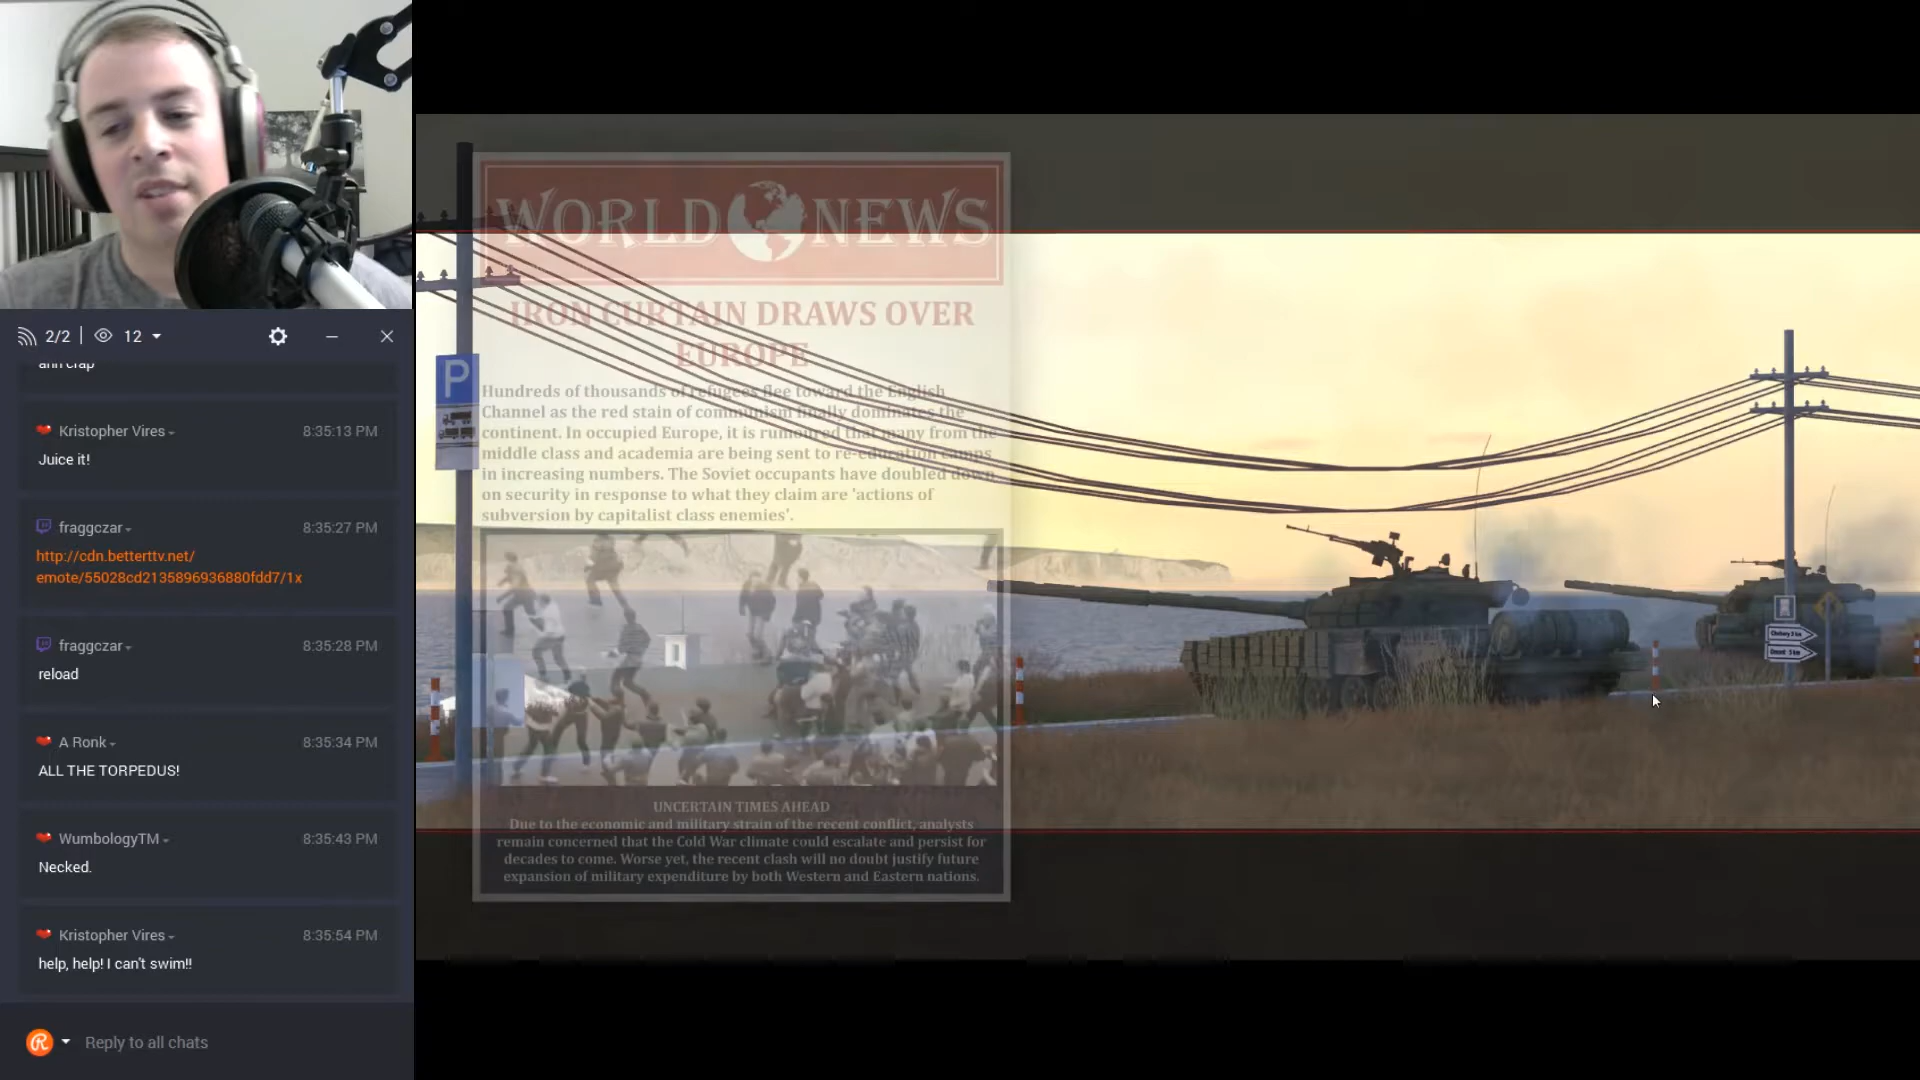 2/2 12
ahh crap
Kristopher Vires 8:35:13 PM
Juice it!
fraggczar 8:35:27 PM
http://cdn.betterttv.net/
emote/55028cd2135896936880fdd7/1x
fraggczar 8:35:28 PM
reload
A Ronk 8:35:34 PM
ALL THE TORPEDUS!
WumbologyTM 8:35:43 PM
Necked.
Kristopher Vires 8:35:54 PM
help, help! I can't swim!!
Reply to all chats
WORLD NEWS
IRON CURTAIN DRAWS OVER
EUROPE
Hundreds of thousands of refugees flee toward the English
Channel as the red stain of communism finally dominates the
continent. In occupied Europe, it is rumoured that many from the
middle class and academia are being sent to re-education camps
in increasing numbers. The Soviet occupants have doubled down
on security in response to what they claim are 'actions of
subversion by capitalist class enemies'.
UNCERTAIN TIMES AHEAD
Due to the economic and military strain of the recent conflict, analysts
remain concerned that the Cold War climate could escalate and persist for
decades to come. Worse yet, the recent clash will no doubt justify future
expansion of military expenditure by both Western and Eastern nations.
P